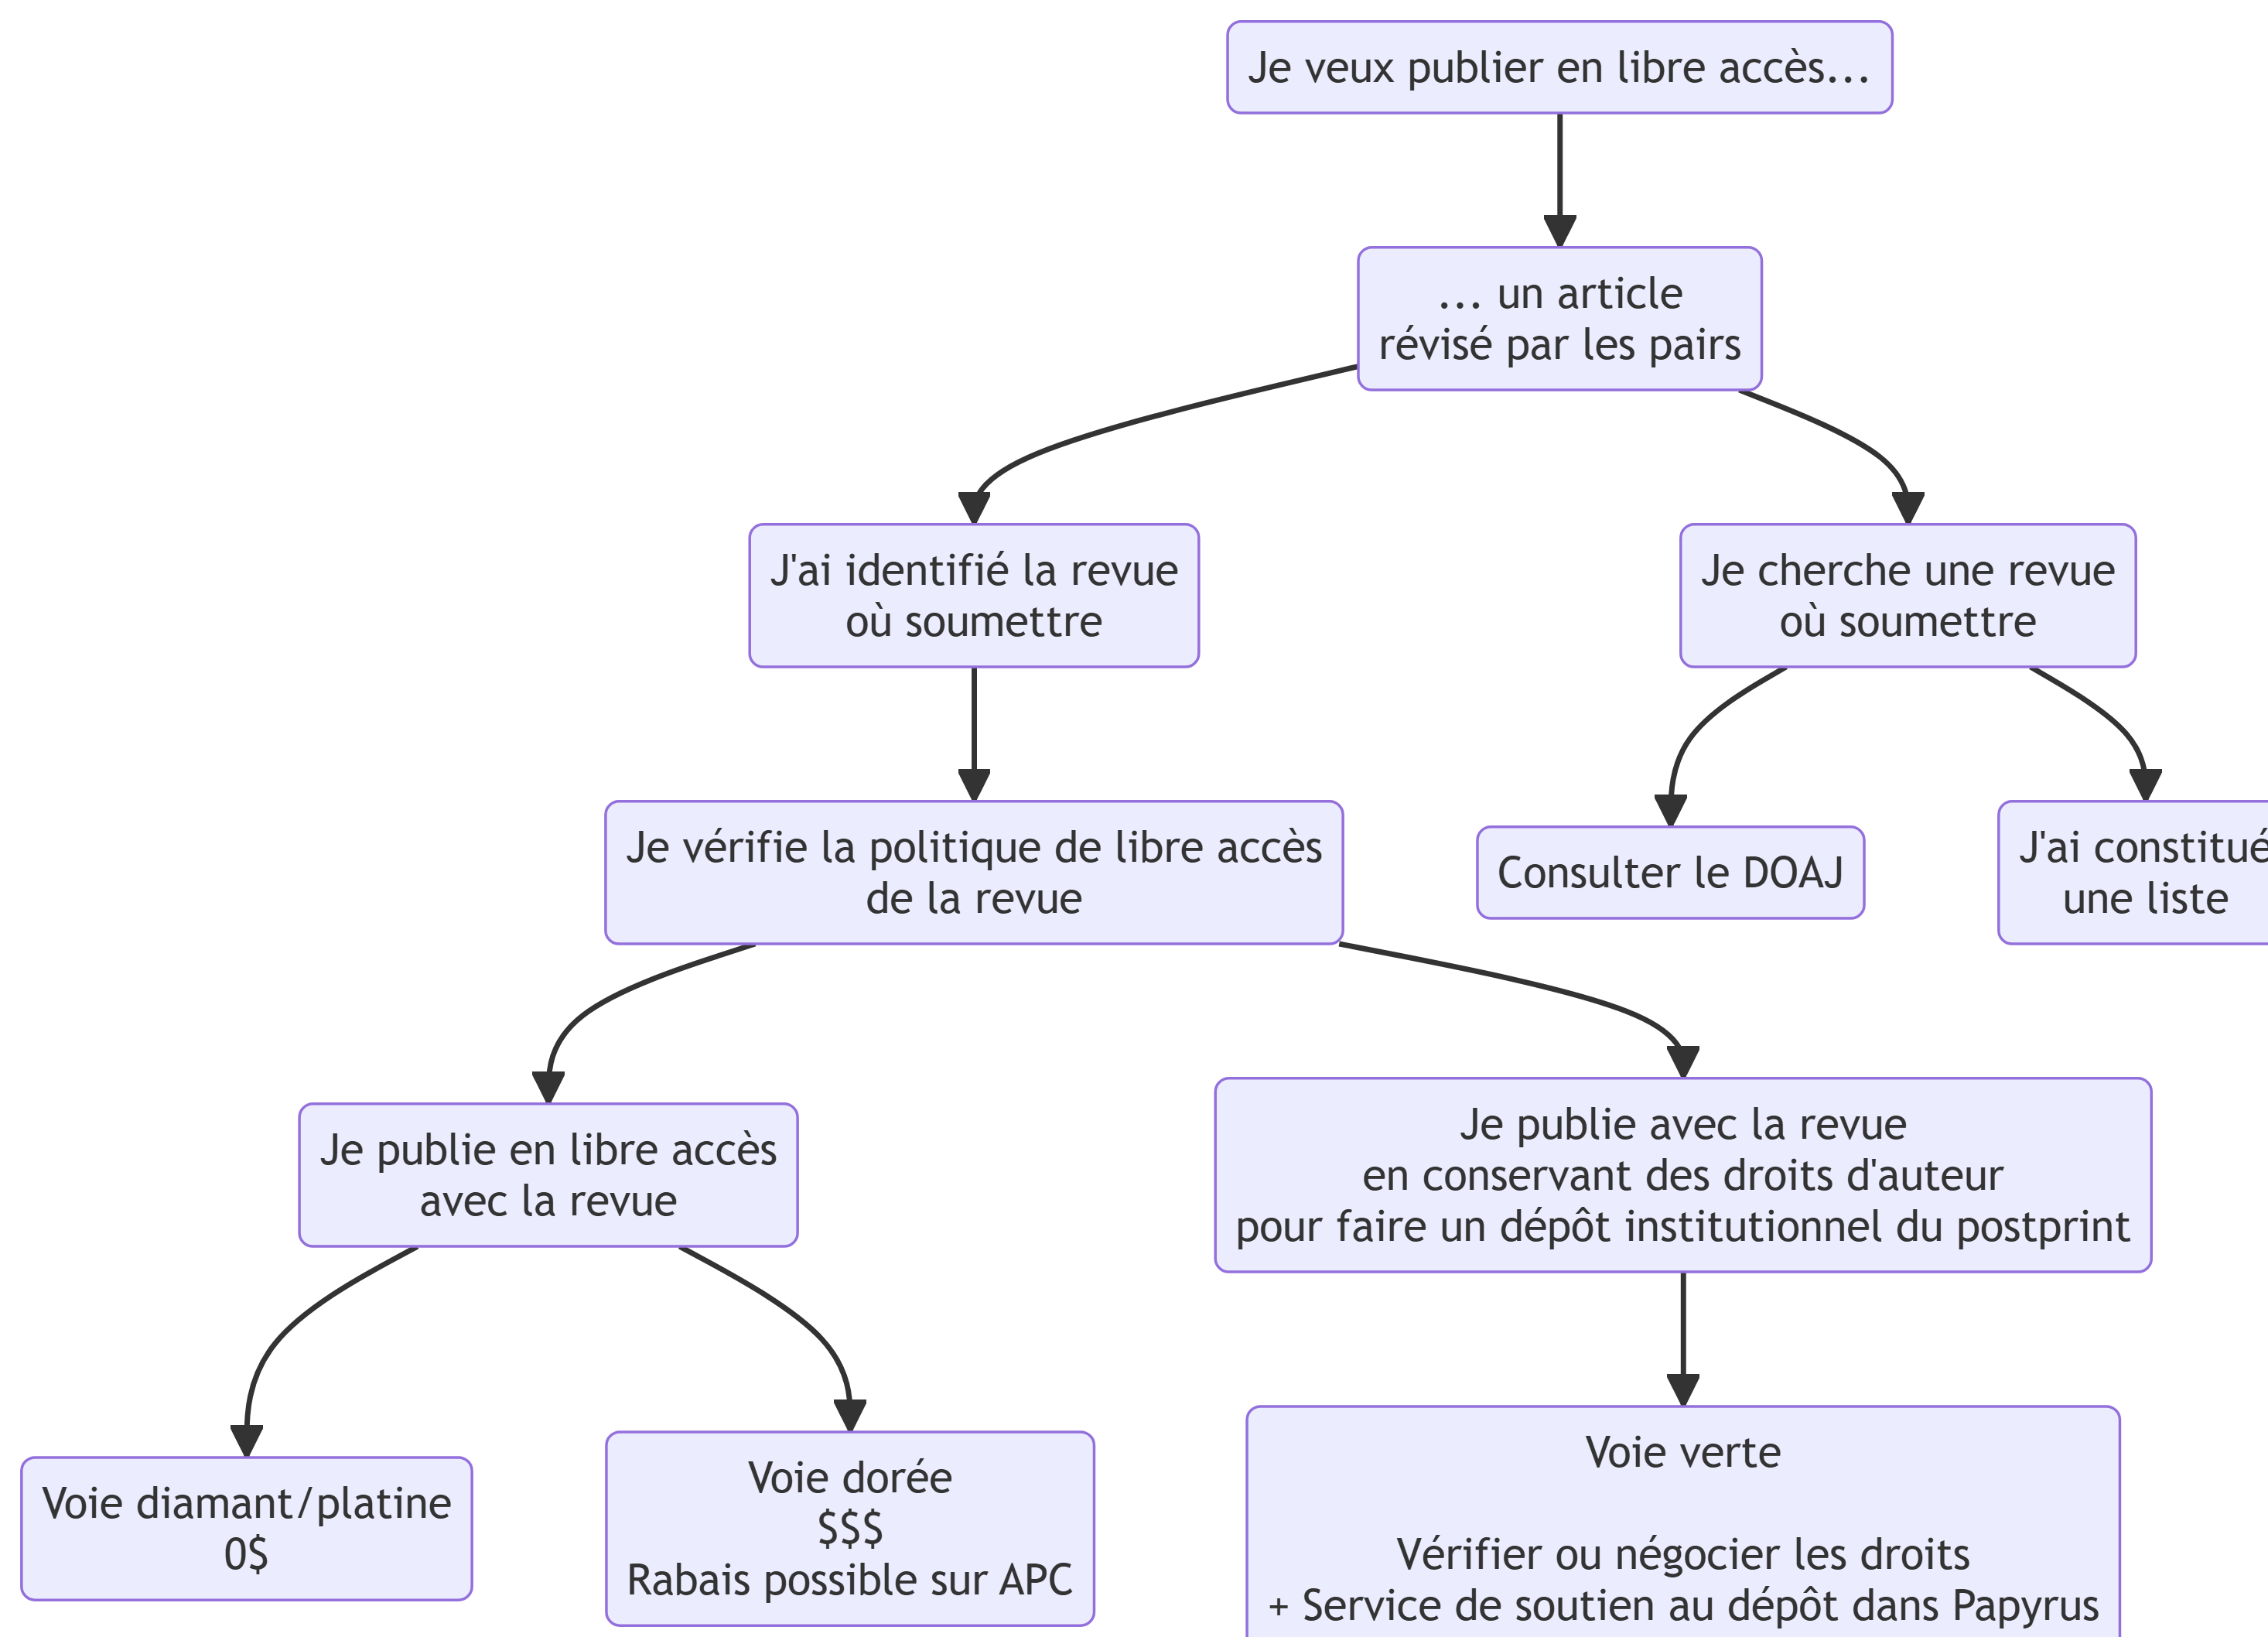 Je veux publier en libre accès...
... un article
révisé par les pairs
J'ai identifié la revue
où soumettre
Je cherche une revue
où soumettre
Je vérifie la politique de libre accès
de la revue
Consulter le DOAJ
J'ai constitué
une liste
Je publie en libre accès
avec la revue
Je publie avec la revue
en conservant des droits d'auteur
pour faire un dépôt institutionnel du postprint
Voie diamant/platine
0$
Voie dorée
$$$
Rabais possible sur APC
Voie verte
Vérifier ou négocier les droits
+ Service de soutien au dépôt dans Papyrus